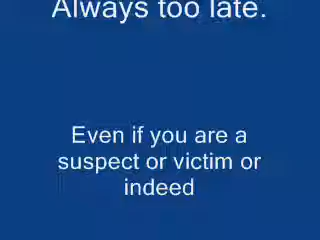 Always too late.
Even if you are a
suspect or victim or
indeed